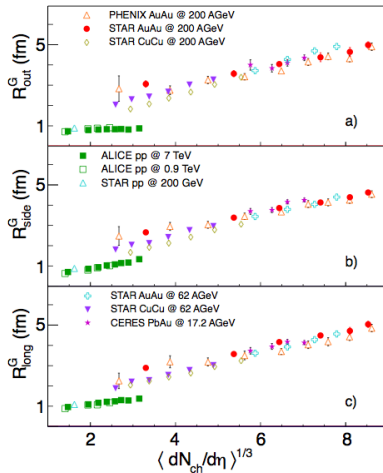 PHENIX AuAu @ 200 AGeV
STAR AuAu @ 200 AGeV
STAR CuCu @ 200 AGeV
R^G_out (fm)
5
1
a)
ALICE pp @ 7 TeV
ALICE pp @ 0.9 TeV
STAR pp @ 200 GeV
R^G_side (fm)
5
1
b)
STAR AuAu @ 62 AGeV
STAR CuCu @ 62 AGeV
CERES PbAu @ 17.2 AGeV
R^G_long (fm)
5
1
c)
2 4 6 8
⟨ dN_ch/dη ⟩^1/3